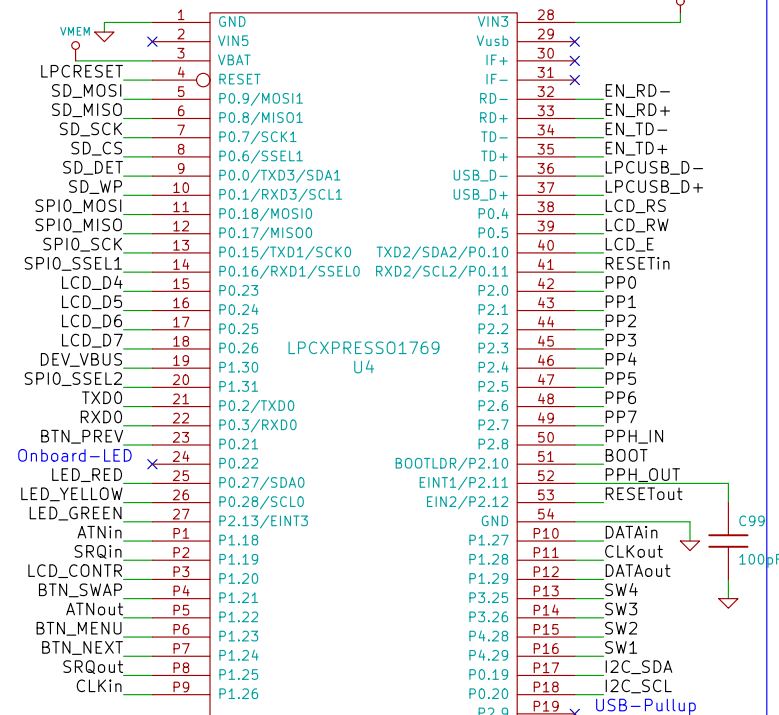 1 GND VIN3 28
VMEM
2 VIN5 Vusb 29
3 VBAT IF+ 30
LPCRESET 4 RESET IF- 31
SD_MOSI 5 P0.9/MOSI1 RD- 32 EN_RD-
SD_MISO 6 P0.8/MISO1 RD+ 33 EN_RD+
SD_SCK 7 P0.7/SCK1 TD- 34 EN_TD-
SD_CS 8 P0.6/SSEL1 TD+ 35 EN_TD+
SD_DET 9 P0.0/TXD3/SDA1 USB_D- 36 LPCUSB_D-
SD_WP 10 P0.1/RXD3/SCL1 USB_D+ 37 LPCUSB_D+
SPI0_MOSI 11 P0.18/MOSI0 P0.4 38 LCD_RS
SPI0_MISO 12 P0.17/MISO0 P0.5 39 LCD_RW
SPI0_SCK 13 P0.15/TXD1/SCK0 TXD2/SDA2/P0.10 40 LCD_E
SPI0_SSEL1 14 P0.16/RXD1/SSEL0 RXD2/SCL2/P0.11 41 RESETin
LCD_D4 15 P0.23 P2.0 42 PP0
LCD_D5 16 P0.24 P2.1 43 PP1
LCD_D6 17 P0.25 P2.2 44 PP2
LCD_D7 18 P0.26 LPCXPRESSO1769 P2.3 45 PP3
DEV_VBUS 19 P1.30 U4 P2.4 46 PP4
SPI0_SSEL2 20 P1.31 P2.5 47 PP5
TXD0 21 P0.2/TXD0 P2.6 48 PP6
RXD0 22 P0.3/RXD0 P2.7 49 PP7
BTN_PREV 23 P0.21 P2.8 50 PPH_IN
Onboard-LED 24 P0.22 BOOTLDR/P2.10 51 BOOT
LED_RED 25 P0.27/SDA0 EINT1/P2.11 52 PPH_OUT
LED_YELLOW 26 P0.28/SCL0 EIN2/P2.12 53 RESETout
LED_GREEN 27 P2.13/EINT3 GND 54 C99
ATNin P1 P1.18 P1.27 P10 DATAin
SRQin P2 P1.19 P1.28 P11 CLKout 100pF
LCD_CONTR P3 P1.20 P1.29 P12 DATAout
BTN_SWAP P4 P1.21 P3.25 P13 SW4
ATNout P5 P1.22 P3.26 P14 SW3
BTN_MENU P6 P1.23 P4.28 P15 SW2
BTN_NEXT P7 P1.24 P4.29 P16 SW1
SRQout P8 P1.25 P0.19 P17 I2C_SDA
CLKin P9 P1.26 P0.20 P18 I2C_SCL
P2.9 P19 USB-Pullup